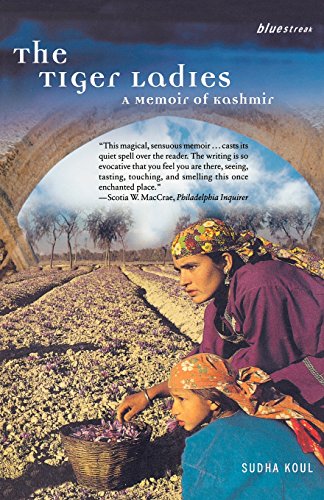 bluestreak
The
Tiger Ladies
A Memoir of Kashmir
"This magical, sensuous memoir ... casts its
quiet spell over the reader. The writing is so
evocative that you feel you are there, seeing,
tasting, touching, and smelling this once
enchanted place."
—Scotia W. MacCrae, Philadelphia Inquirer
SUDHA KOUL